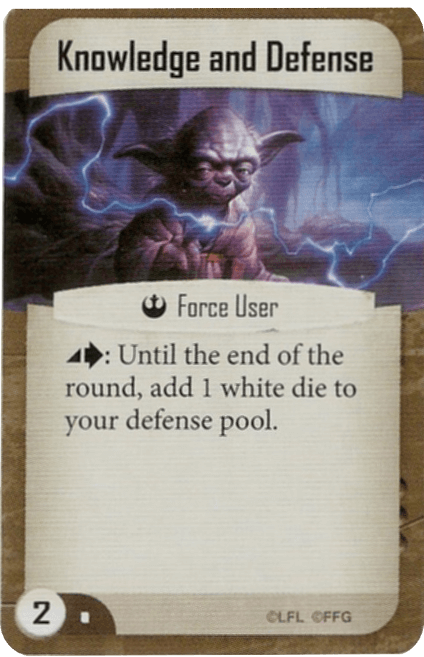 Knowledge and Defense
Force User
: Until the end of the
round, add 1 white die to
your defense pool.
2
©LFL ©FFG